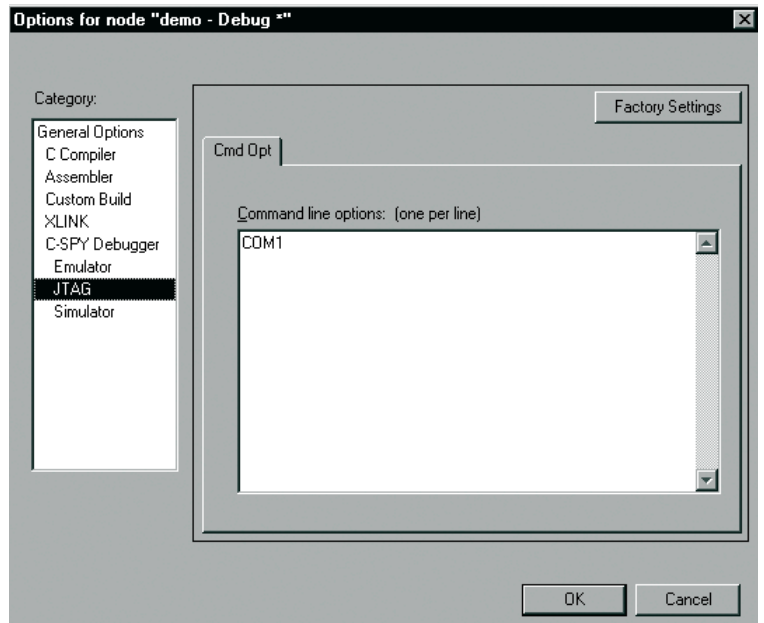 Options for node "demo - Debug *"
Category:
General Options
C Compiler
Assembler
Custom Build
XLINK
C-SPY Debugger
Emulator
JTAG
Simulator
Factory Settings
Cmd Opt
Command line options: (one per line)
COM1
OK
Cancel